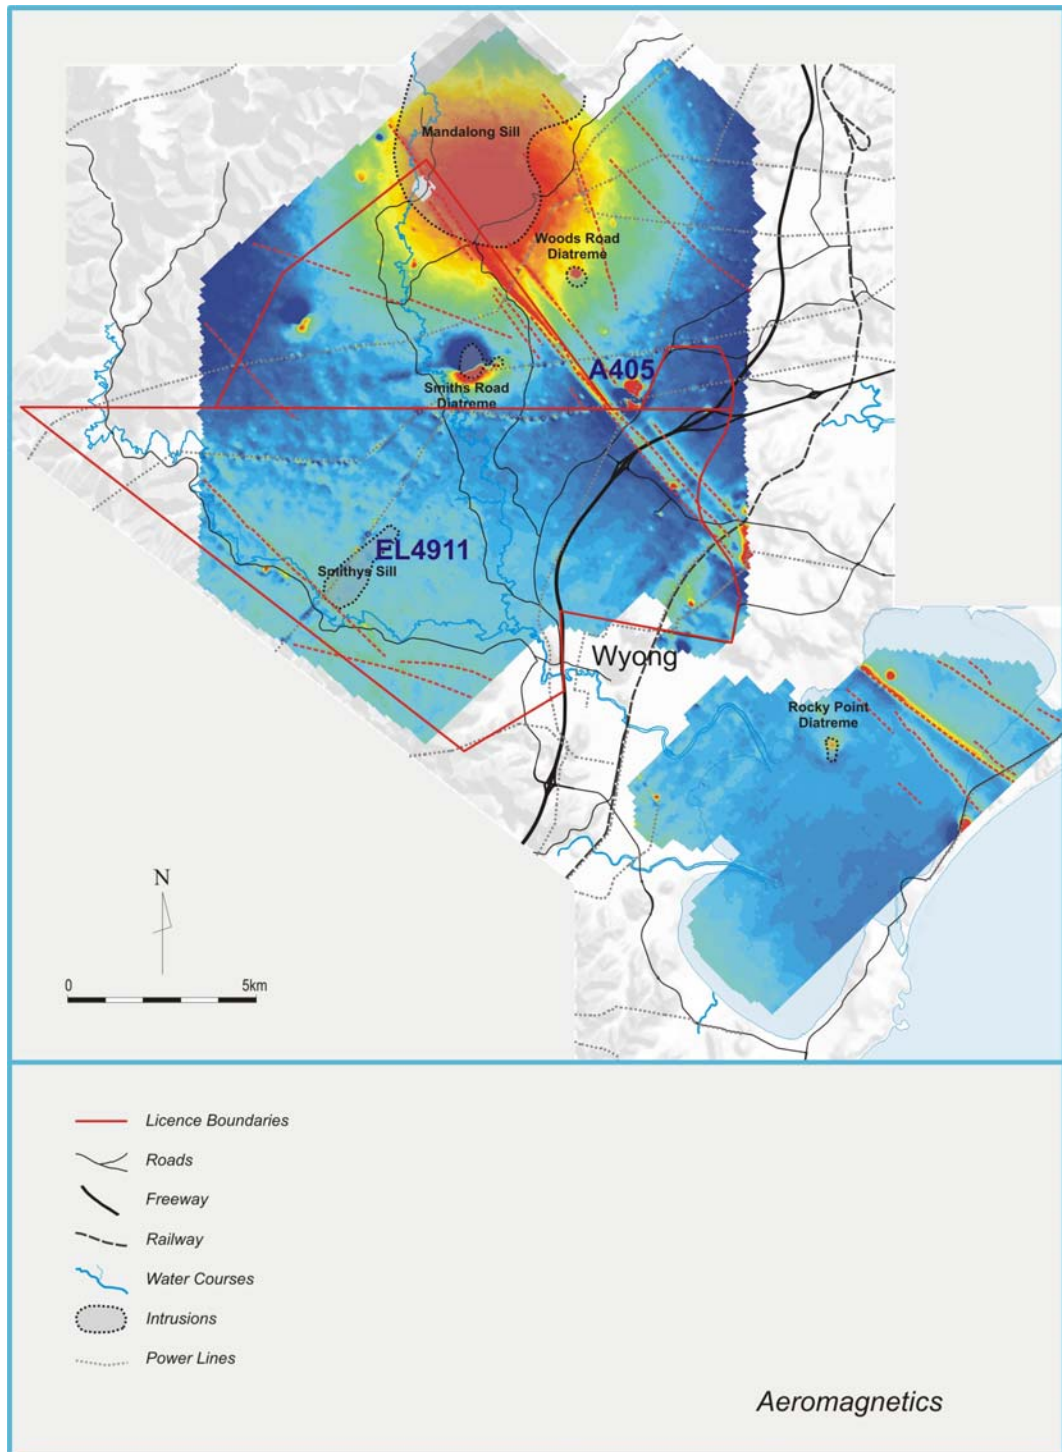 Mandalong Sill
Woods Road
Diatreme
A405
Smiths Road
Diatreme
EL4911
Smithys Sill
Wyong
Rocky Point
Diatreme
N
0 5km
Licence Boundaries
Roads
Freeway
Railway
Water Courses
Intrusions
Power Lines
Aeromagnetics